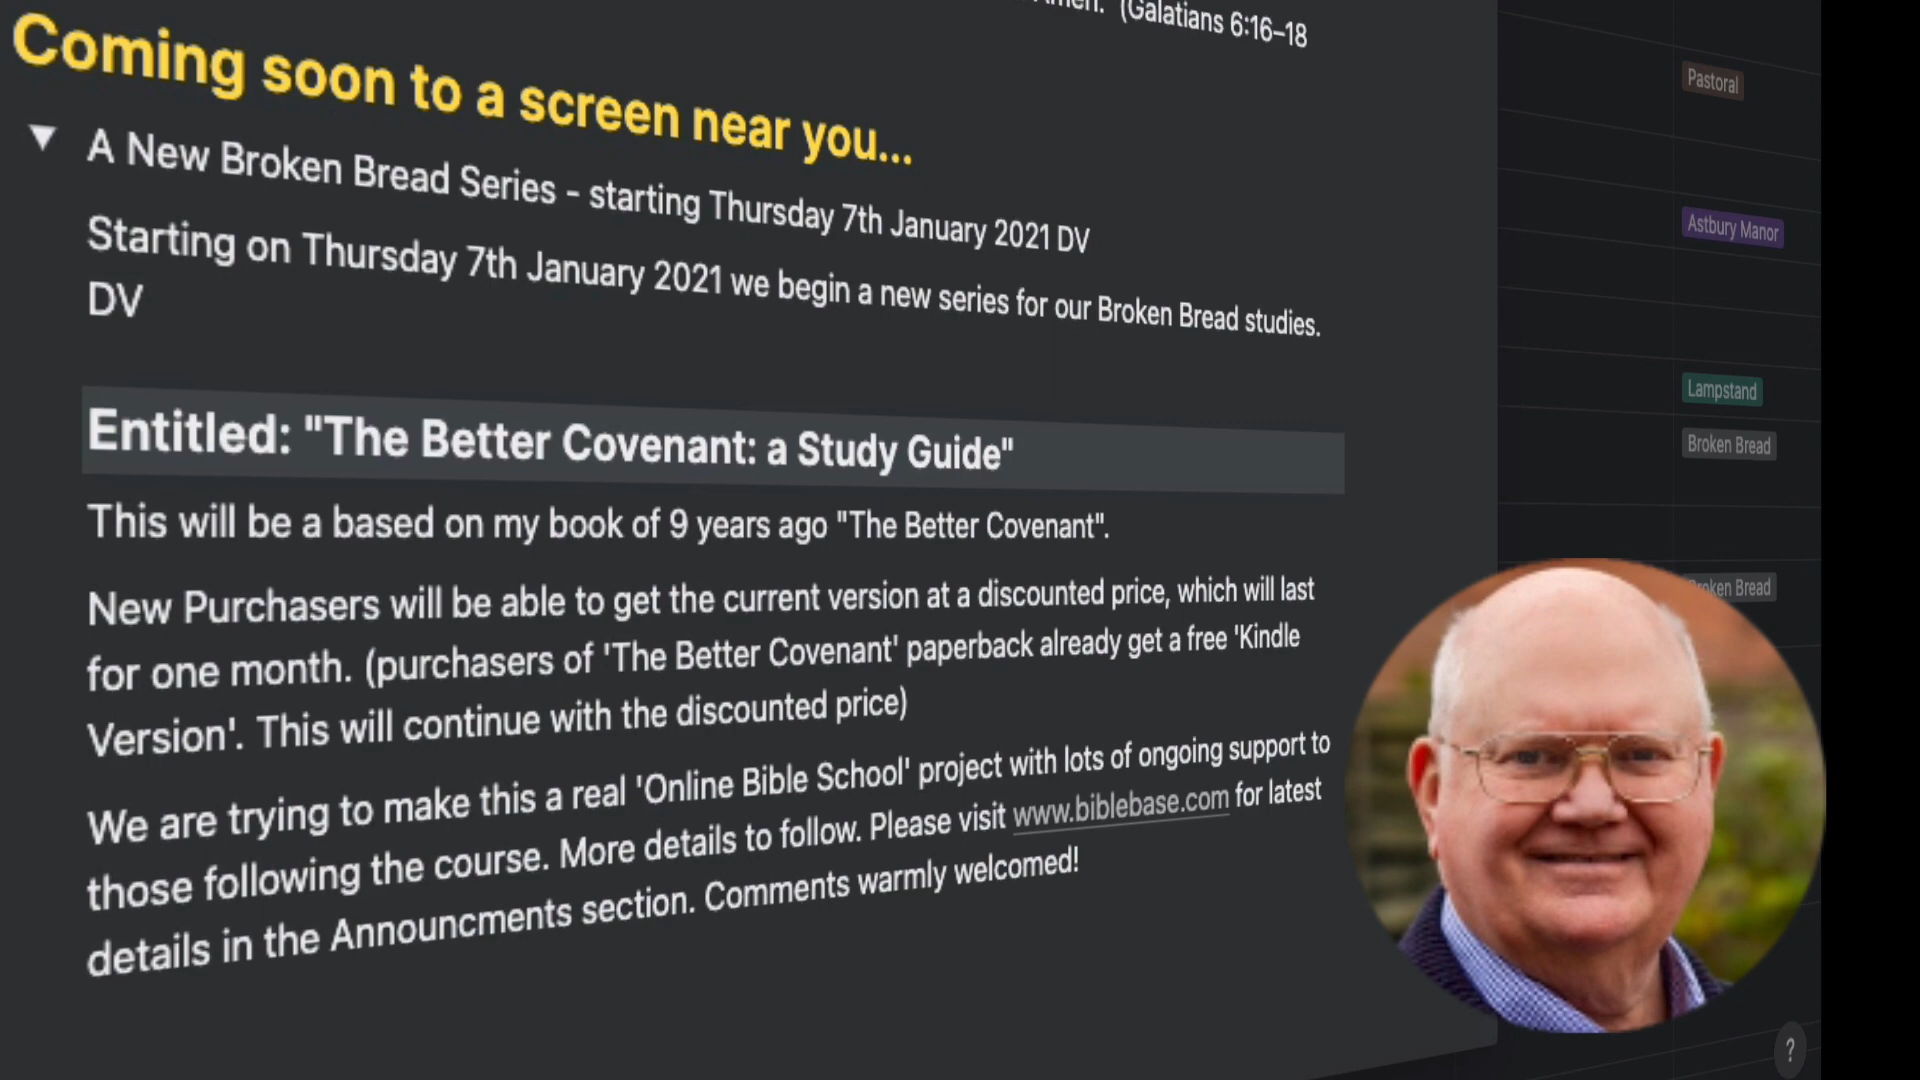 (Galatians 6:16–18
Coming soon to a screen near you...
A New Broken Bread Series - starting Thursday 7th January 2021 DV
Starting on Thursday 7th January 2021 we begin a new series for our Broken Bread studies.
DV
Entitled: "The Better Covenant: a Study Guide"
This will be a based on my book of 9 years ago "The Better Covenant".
New Purchasers will be able to get the current version at a discounted price, which will last
for one month. (purchasers of 'The Better Covenant' paperback already get a free 'Kindle
Version'. This will continue with the discounted price)
We are trying to make this a real 'Online Bible School' project with lots of ongoing support to
those following the course. More details to follow. Please visit www.biblebase.com for latest
details in the Announcments section. Comments warmly welcomed!
Pastoral
Astbury Manor
Lampstand
Broken Bread
Bread
?